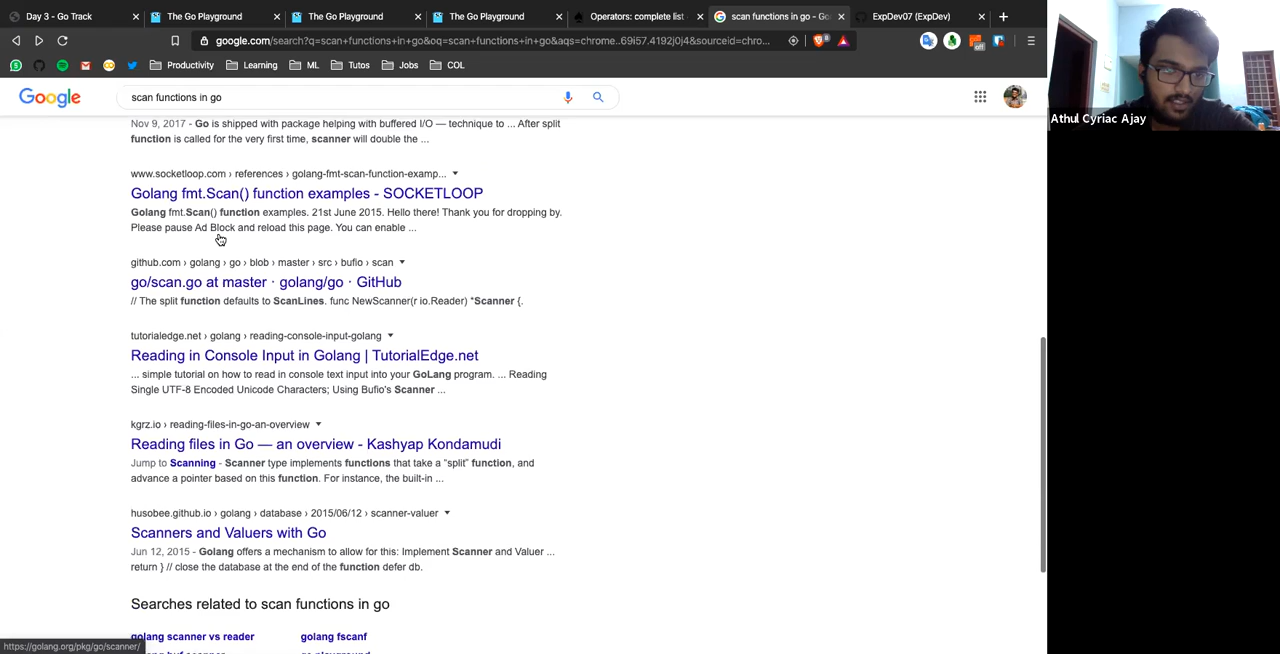 Day 3 - Go Track
The Go Playground
The Go Playground
The Go Playground
Operators: complete list
scan functions in go - Go
ExpDev07 (ExpDev)
google.com/search?q=scan+functions+in+go&oq=scan+functions+in+go&aqs=chrome..69i57.4192j0j4&sourceid=chro...
Productivity
Learning
ML
Tutos
Jobs
COL
Google
scan functions in go
Athul Cyriac Ajay
Nov 9, 2017 - Go is shipped with package helping with buffered I/O — technique to ... After split
function is called for the very first time, scanner will double the ...
www.socketloop.com › references › golang-fmt-scan-function-examp...
Golang fmt.Scan() function examples - SOCKETLOOP
Golang fmt.Scan() function examples. 21st June 2015. Hello there! Thank you for dropping by.
Please pause Ad Block and reload this page. You can enable ...
github.com › golang › go › blob › master › src › bufio › scan
go/scan.go at master · golang/go · GitHub
// The split function defaults to ScanLines. func NewScanner(r io.Reader) *Scanner {.
tutorialedge.net › golang › reading-console-input-golang
Reading in Console Input in Golang | TutorialEdge.net
... simple tutorial on how to read in console text input into your GoLang program. ... Reading
Single UTF-8 Encoded Unicode Characters; Using Bufio's Scanner ...
kgrz.io › reading-files-in-go-an-overview
Reading files in Go — an overview - Kashyap Kondamudi
Jump to Scanning - Scanner type implements functions that take a “split” function, and
advance a pointer based on this function. For instance, the built-in ...
husobee.github.io › golang › database › 2015/06/12 › scanner-valuer
Scanners and Valuers with Go
Jun 12, 2015 - Golang offers a mechanism to allow for this: Implement Scanner and Valuer ...
return } // close the database at the end of the function defer db.
Searches related to scan functions in go
golang scanner vs reader
golang fscanf
https://golang.org/pkg/go/scanner/